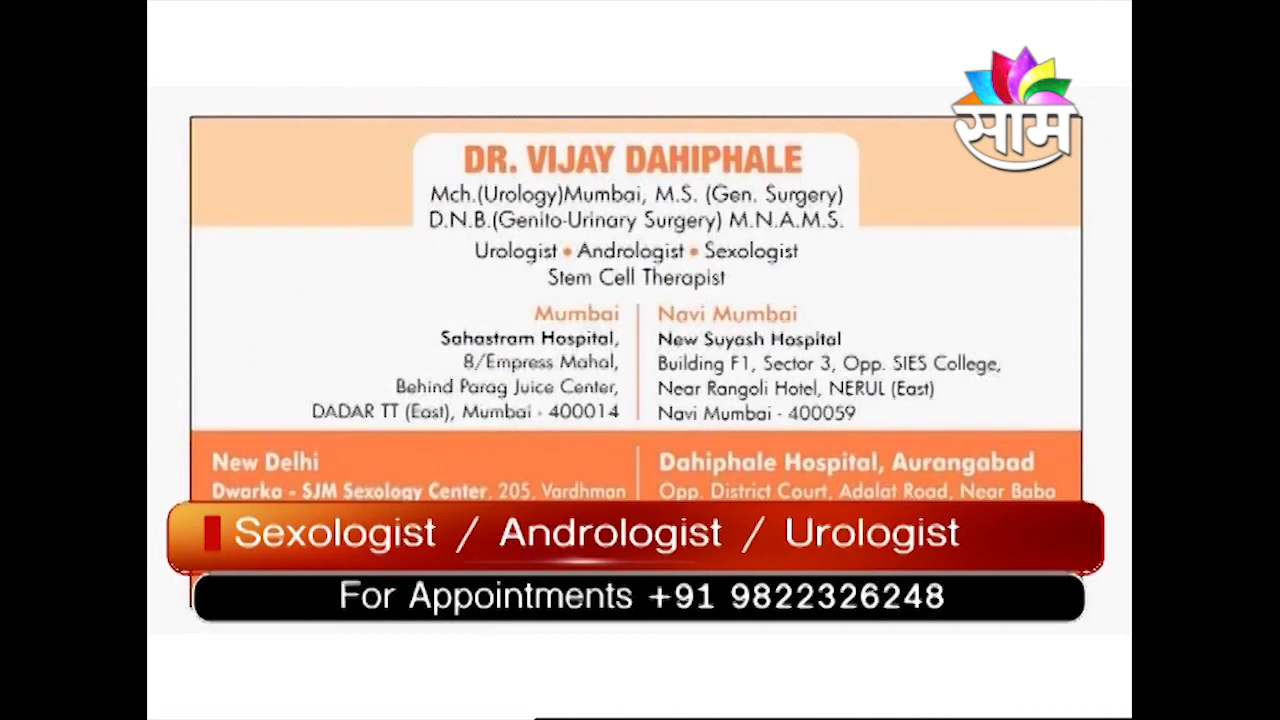 साम
DR. VIJAY DAHIPHALE
Mch.(Urology)Mumbai, M.S. (Gen. Surgery)
D.N.B.(Genito-Urinary Surgery) M.N.A.M.S.
Urologist • Andrologist • Sexologist
Stem Cell Therapist
Mumbai
Sahastram Hospital,
8/Empress Mahal,
Behind Parag Juice Center,
DADAR TT (East), Mumbai - 400014
Navi Mumbai
New Suyash Hospital
Building F1, Sector 3, Opp. SIES College,
Near Rangoli Hotel, NERUL (East)
Navi Mumbai - 400059
New Delhi
Dwarka - SJM Sexology Center, 205, Vardhman
Dahiphale Hospital, Aurangabad
Opp. District Court, Adalat Road, Near Baba
Sexologist / Andrologist / Urologist
For Appointments +91 9822326248